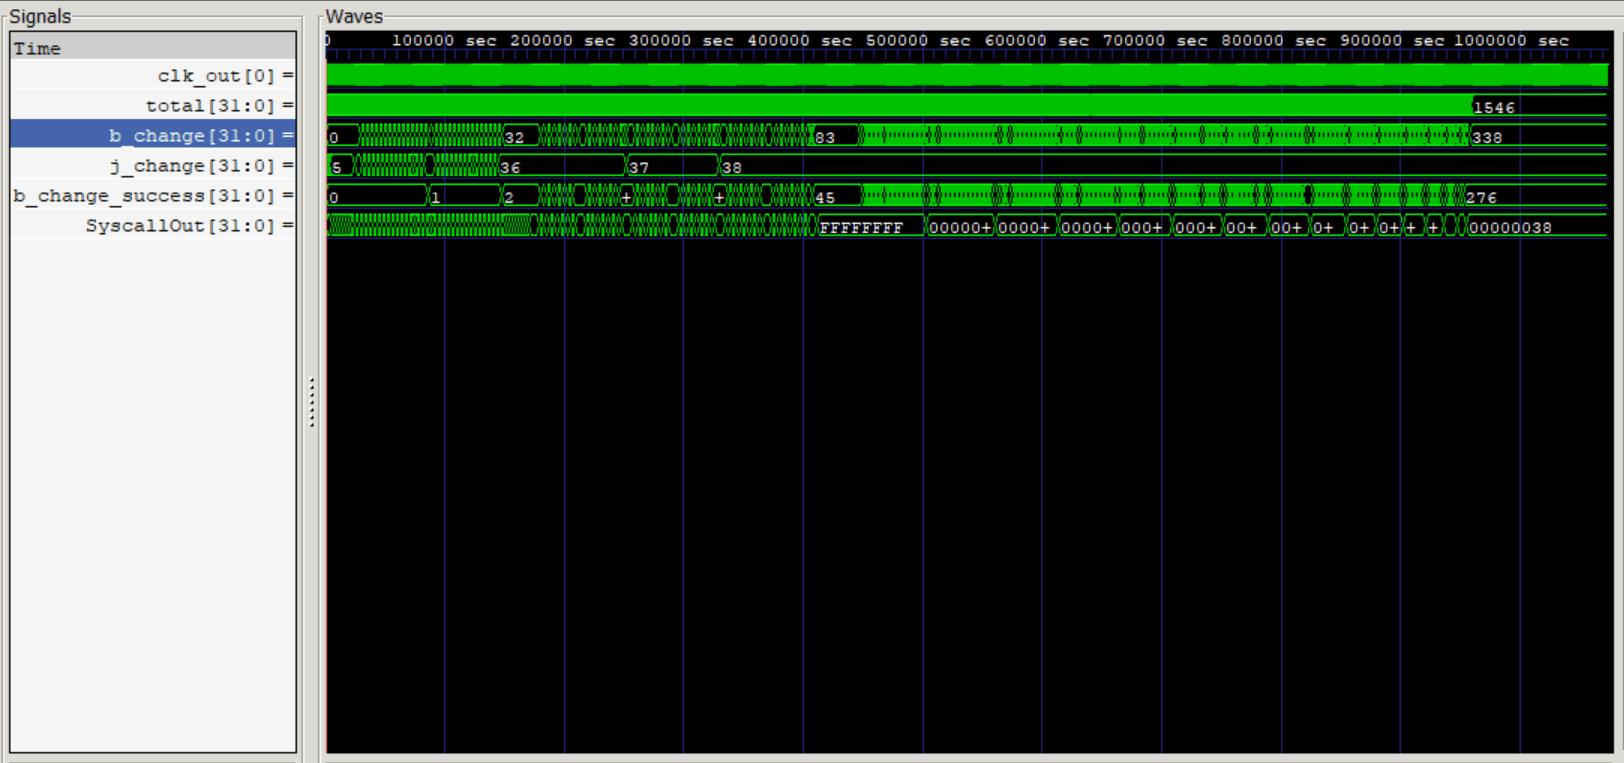 Signals
Waves
Time
0 100000 sec 200000 sec 300000 sec 400000 sec 500000 sec 600000 sec 700000 sec 800000 sec 900000 sec 1000000 sec
clk_out[0] =
total[31:0] = 1546
b_change[31:0] = 0 32 83 338
j_change[31:0] = 5 36 37 38
b_change_success[31:0] = 0 1 2 + + 45 276
SyscallOut[31:0] = FFFFFFFF 00000+ 0000+ 0000+ 000+ 000+ 00+ 00+ 0+ 0+ 0+ + + 00000038